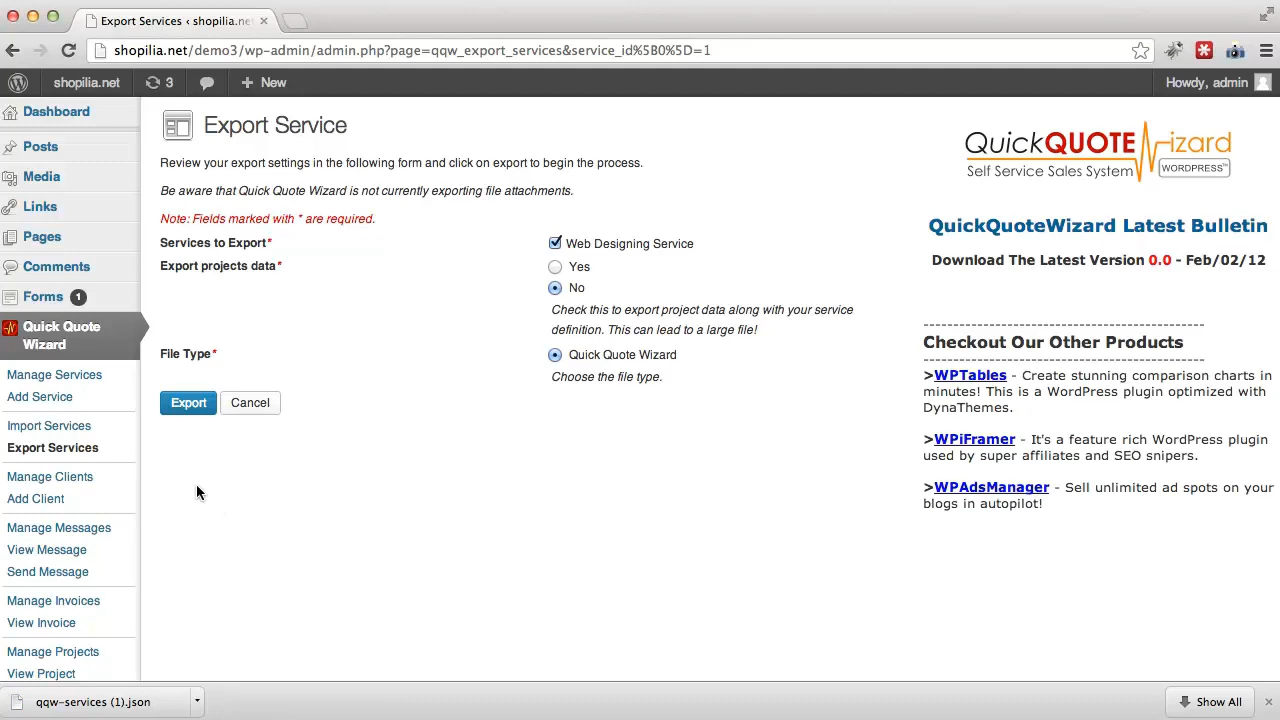 Export Services ‹ shopilia.ne
shopilia.net/demo3/wp-admin/admin.php?page=qqw_export_services&service_id%5B0%5D=1
shopilia.net
3
New
Howdy, admin
Dashboard
Posts
Media
Links
Pages
Comments
Forms 1
Quick Quote
Wizard
Manage Services
Add Service
Import Services
Export Services
Manage Clients
Add Client
Manage Messages
View Message
Send Message
Manage Invoices
View Invoice
Manage Projects
View Project
Export Service
Review your export settings in the following form and click on export to begin the process.
Be aware that Quick Quote Wizard is not currently exporting file attachments.
Note: Fields marked with * are required.
Services to Export* Web Designing Service
Export projects data* Yes
No
Check this to export project data along with your service
definition. This can lead to a large file!
File Type* Quick Quote Wizard
Choose the file type.
Export Cancel
QuickQUOTEWizard
Self Service Sales System WORDPRESS™
QuickQuoteWizard Latest Bulletin
Download The Latest Version 0.0 - Feb/02/12
----------------------------------------
Checkout Our Other Products
----------------------------------------
>WPTables - Create stunning comparison charts in
minutes! This is a WordPress plugin optimized with
DynaThemes.
>WPiFramer - It's a feature rich WordPress plugin
used by super affiliates and SEO snipers.
>WPAdsManager - Sell unlimited ad spots on your
blogs in autopilot!
qqw-services (1).json
Show All